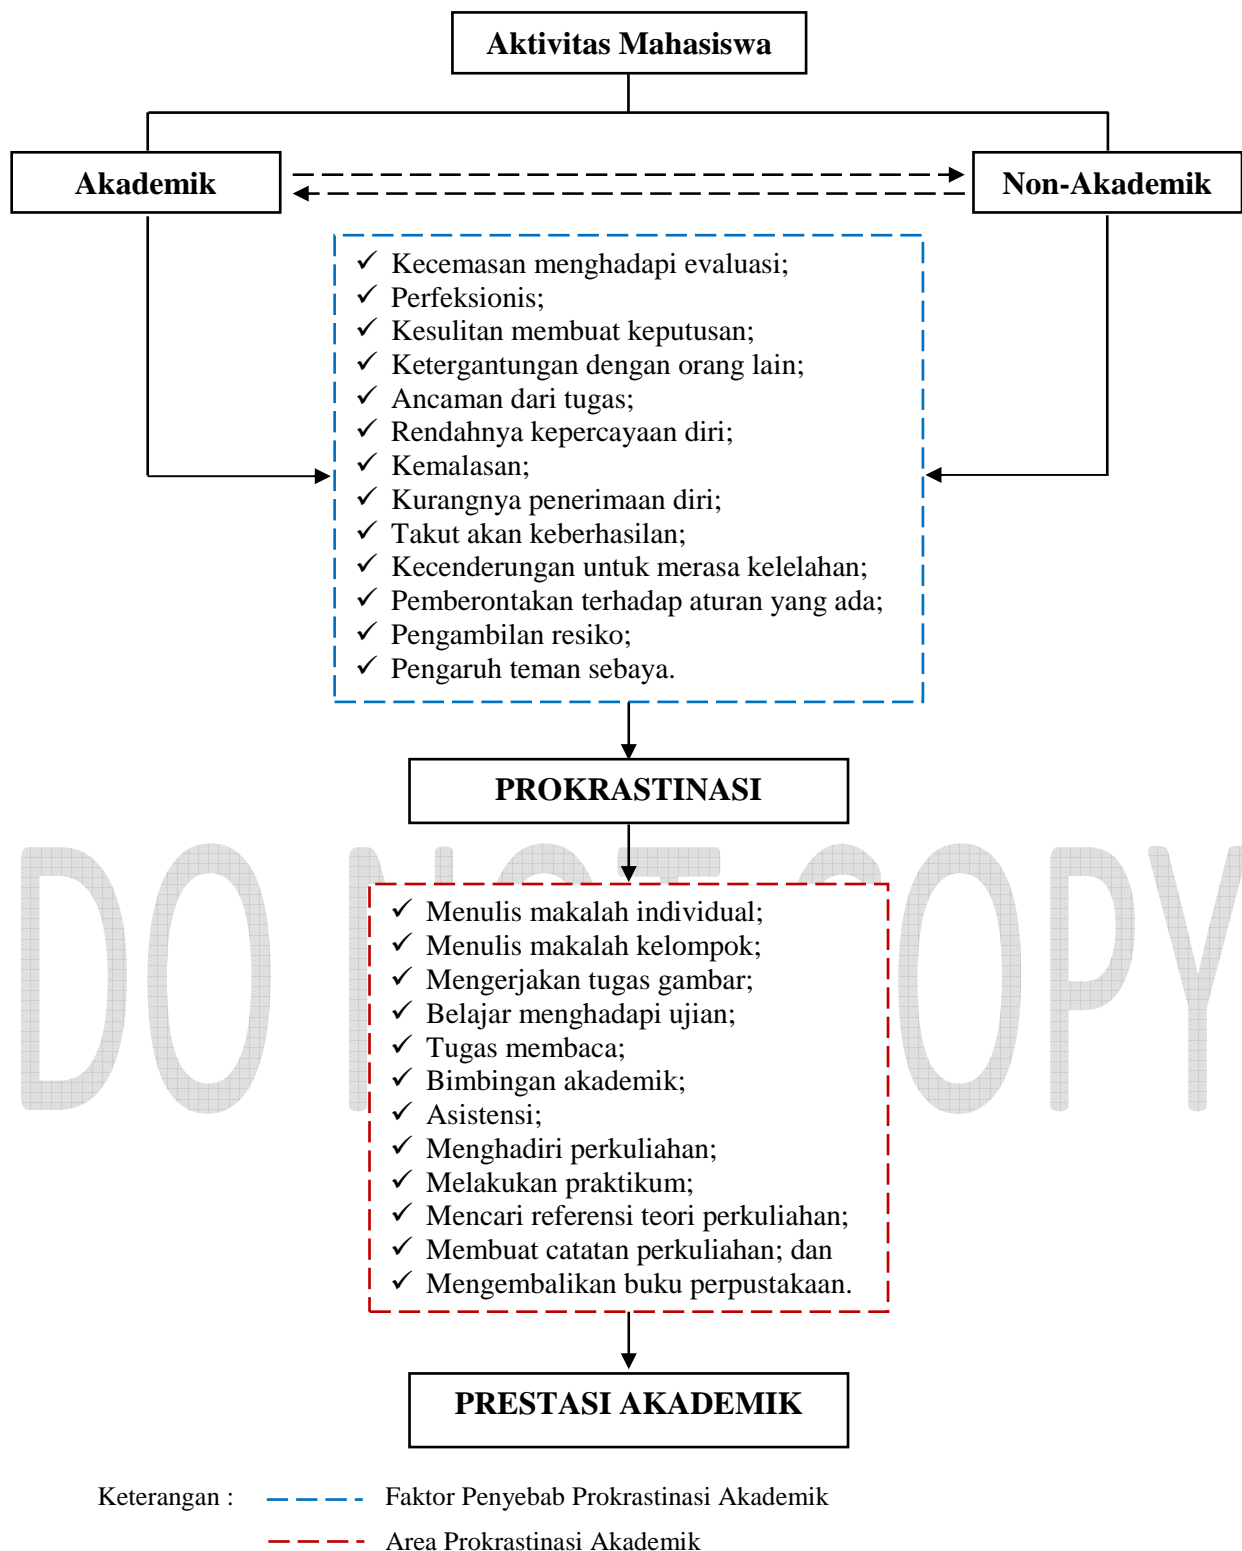 Aktivitas Mahasiswa
Akademik
Non-Akademik
✓ Kecemasan menghadapi evaluasi;
✓ Perfeksionis;
✓ Kesulitan membuat keputusan;
✓ Ketergantungan dengan orang lain;
✓ Ancaman dari tugas;
✓ Rendahnya kepercayaan diri;
✓ Kemalasan;
✓ Kurangnya penerimaan diri;
✓ Takut akan keberhasilan;
✓ Kecenderungan untuk merasa kelelahan;
✓ Pemberontakan terhadap aturan yang ada;
✓ Pengambilan resiko;
✓ Pengaruh teman sebaya.
PROKRASTINASI
DO NOT COPY
✓ Menulis makalah individual;
✓ Menulis makalah kelompok;
✓ Mengerjakan tugas gambar;
✓ Belajar menghadapi ujian;
✓ Tugas membaca;
✓ Bimbingan akademik;
✓ Asistensi;
✓ Menghadiri perkuliahan;
✓ Melakukan praktikum;
✓ Mencari referensi teori perkuliahan;
✓ Membuat catatan perkuliahan; dan
✓ Mengembalikan buku perpustakaan.
PRESTASI AKADEMIK
Keterangan : Faktor Penyebab Prokrastinasi Akademik
Area Prokrastinasi Akademik